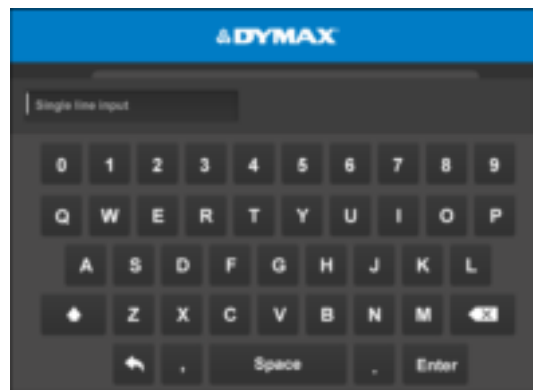 DYMAX
Single line input
0 1 2 3 4 5 6 7 8 9
Q W E R T Y U I O P
A S D F G H J K L
Z X C V B N M
, Space . Enter